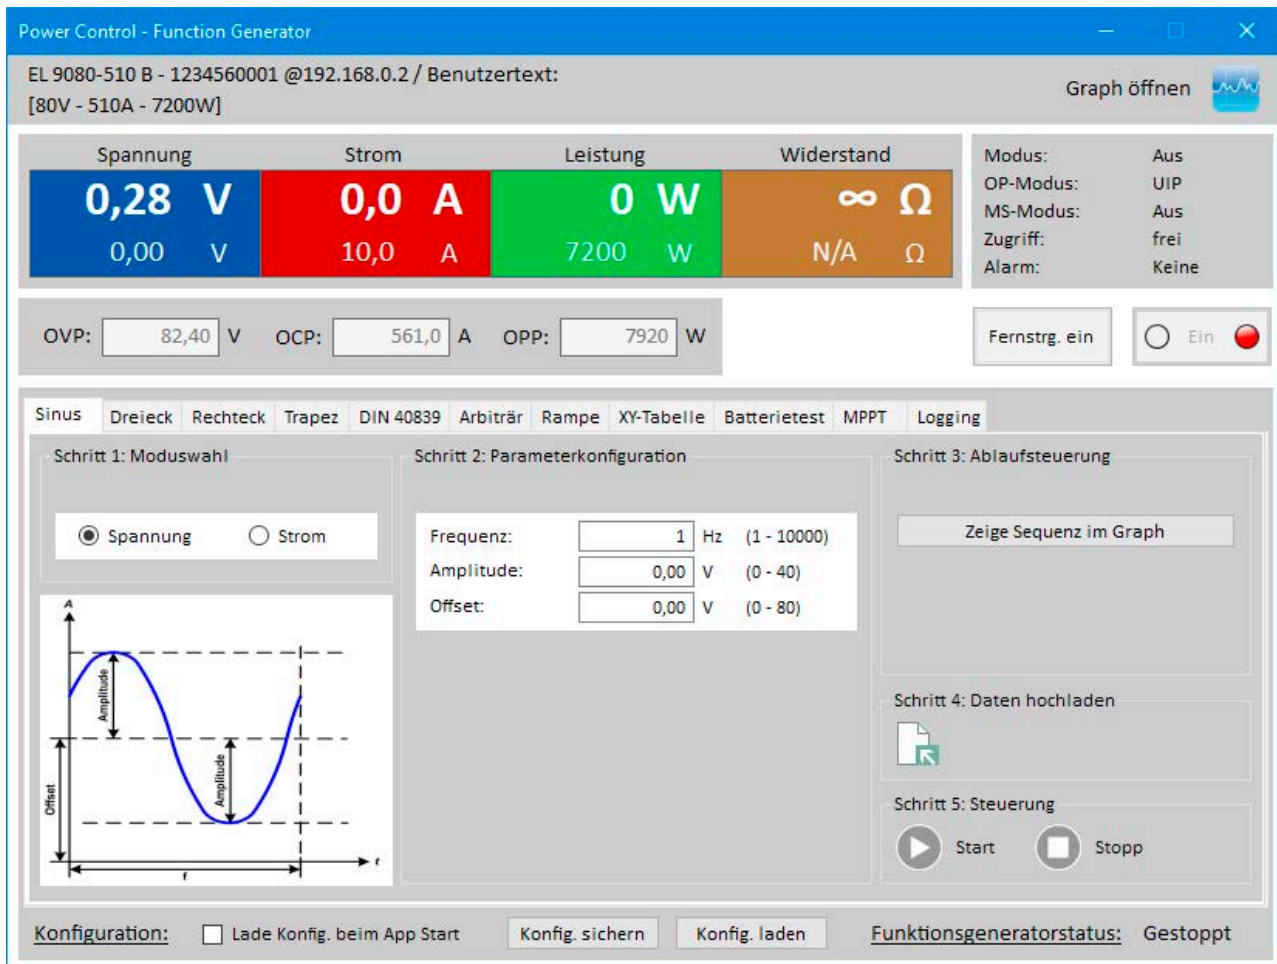 Power Control - Function Generator
EL 9080-510 B - 1234560001 @192.168.0.2 / Benutzertext:
[80V - 510A - 7200W]
Graph öffnen
Spannung Strom Leistung Widerstand
0,28 V 0,0 A 0 W ∞ Ω
0,00 V 10,0 A 7200 W N/A Ω
Modus: Aus
OP-Modus: UIP
MS-Modus: Aus
Zugriff: frei
Alarm: Keine
OVP: 82,40 V OCP: 561,0 A OPP: 7920 W
Fernstrg. ein
Ein
Sinus Dreieck Rechteck Trapez DIN 40839 Arbiträr Rampe XY-Tabelle Batterietest MPPT Logging
Schritt 1: Moduswahl
Spannung Strom
A
Amplitude
Amplitude
Offset
t
f
Schritt 2: Parameterkonfiguration
Frequenz: 1 Hz (1 - 10000)
Amplitude: 0,00 V (0 - 40)
Offset: 0,00 V (0 - 80)
Schritt 3: Ablaufsteuerung
Zeige Sequenz im Graph
Schritt 4: Daten hochladen
Schritt 5: Steuerung
Start Stopp
Konfiguration: Lade Konfig. beim App Start Konfig. sichern Konfig. laden Funktionsgeneratorstatus: Gestoppt